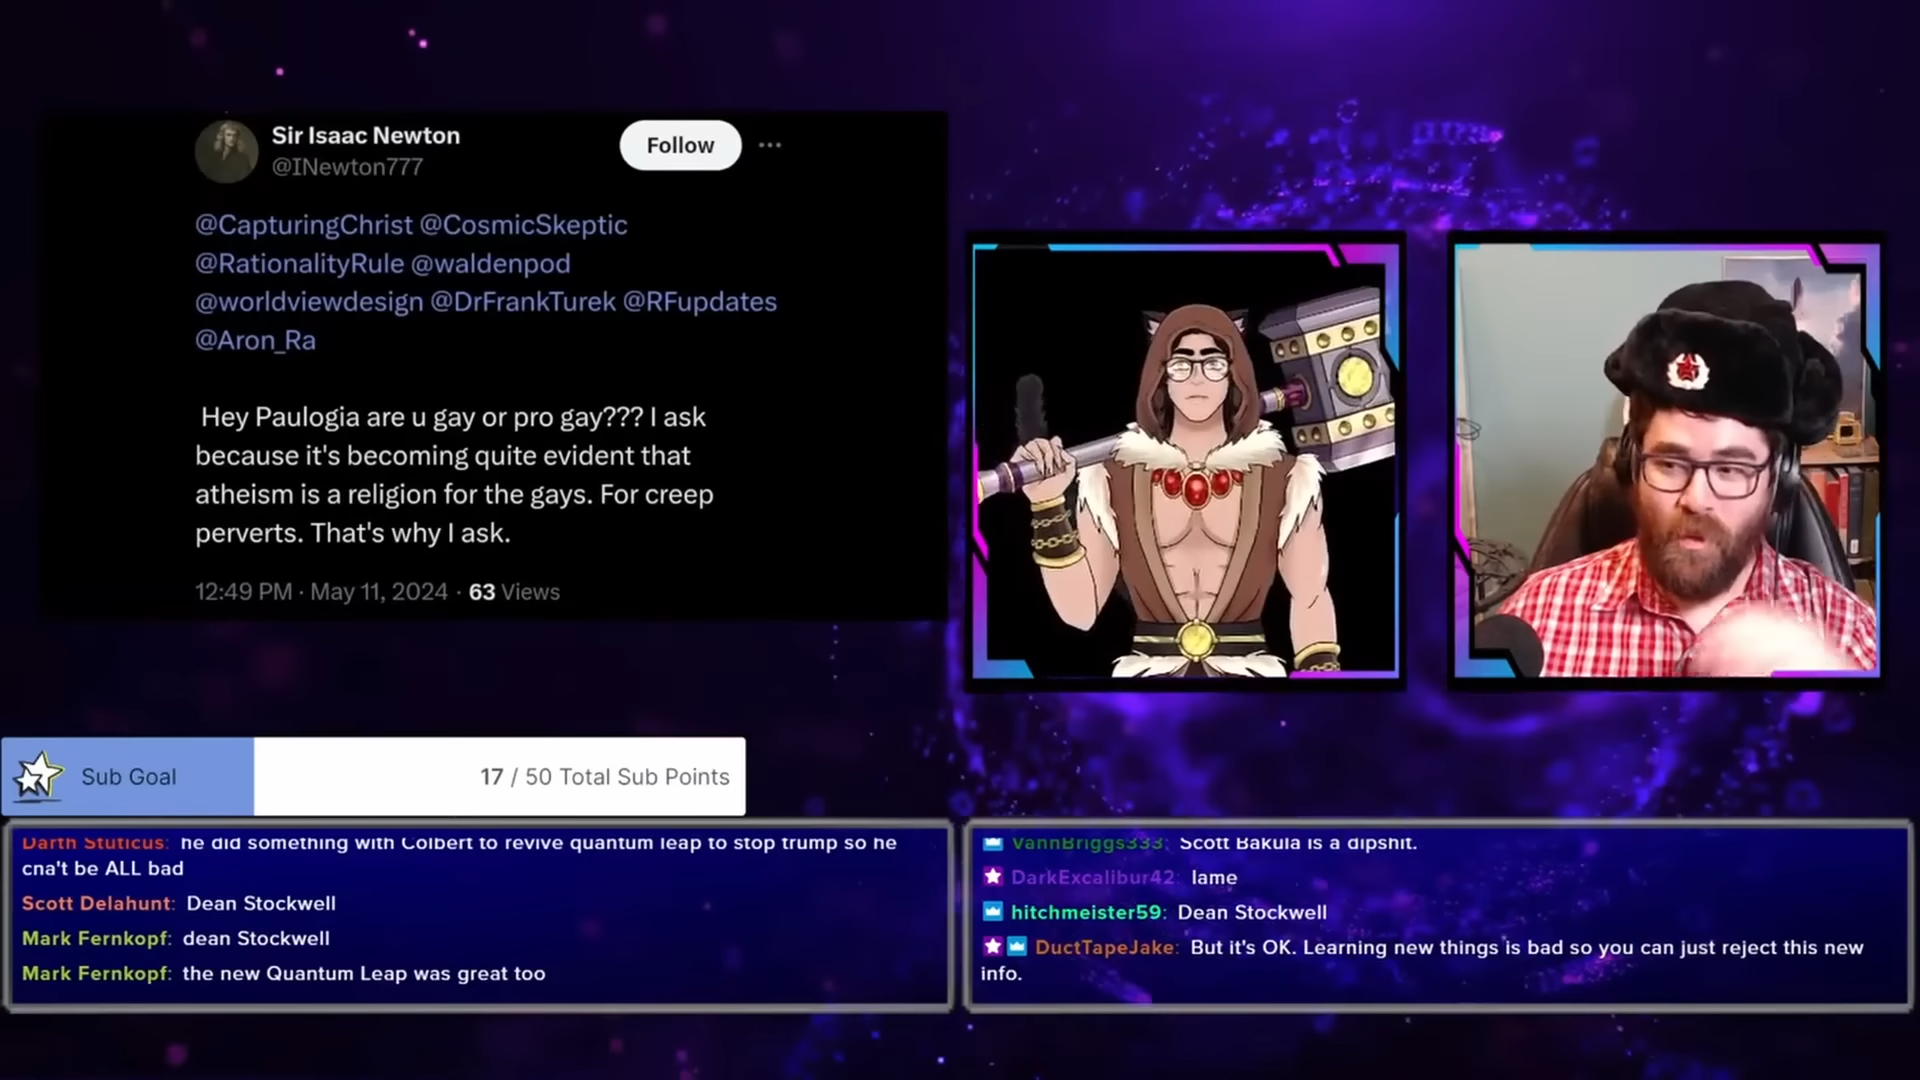 Sir Isaac Newton
@INewton777
Follow
@CapturingChrist @CosmicSkeptic
@RationalityRule @waldenpod
@worldviewdesign @DrFrankTurek @RFupdates
@Aron_Ra
Hey Paulogia are u gay or pro gay??? I ask
because it's becoming quite evident that
atheism is a religion for the gays. For creep
perverts. That's why I ask.
12:49 PM · May 11, 2024 · 63 Views
Sub Goal
17 / 50 Total Sub Points
Darth Stuticus: he did something with Colbert to revive quantum leap to stop trump so he
cna't be ALL bad
Scott Delahunt: Dean Stockwell
Mark Fernkopf: dean Stockwell
Mark Fernkopf: the new Quantum Leap was great too
VannBriggs333: Scott Bakula is a dipshit.
DarkExcalibur42: lame
hitchmeister59: Dean Stockwell
DuctTapeJake: But it's OK. Learning new things is bad so you can just reject this new
info.